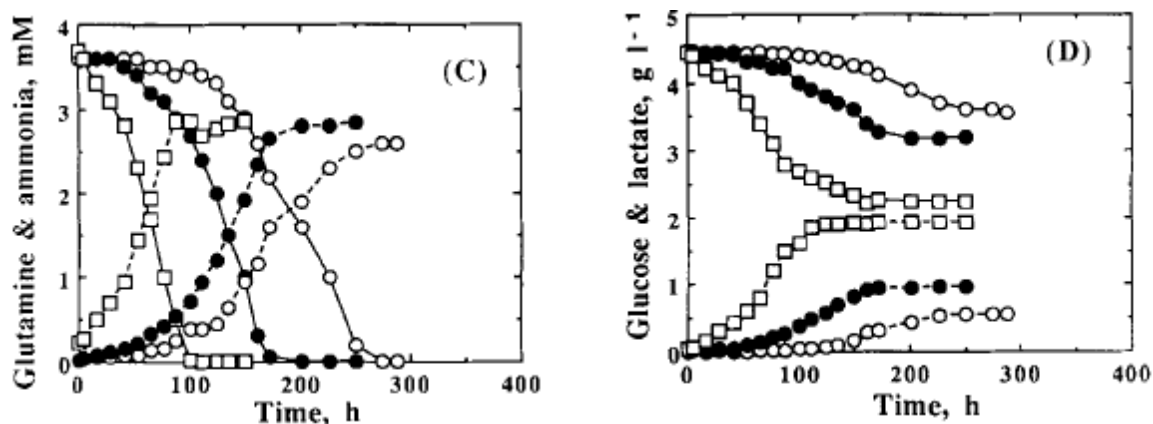 Glutamine & ammonia, mM
4
3
2
1
0
(C)
0 100 200 300 400
Time, h
Glucose & lactate, g l⁻¹
5
4
3
2
1
0
(D)
0 100 200 300 400
Time, h